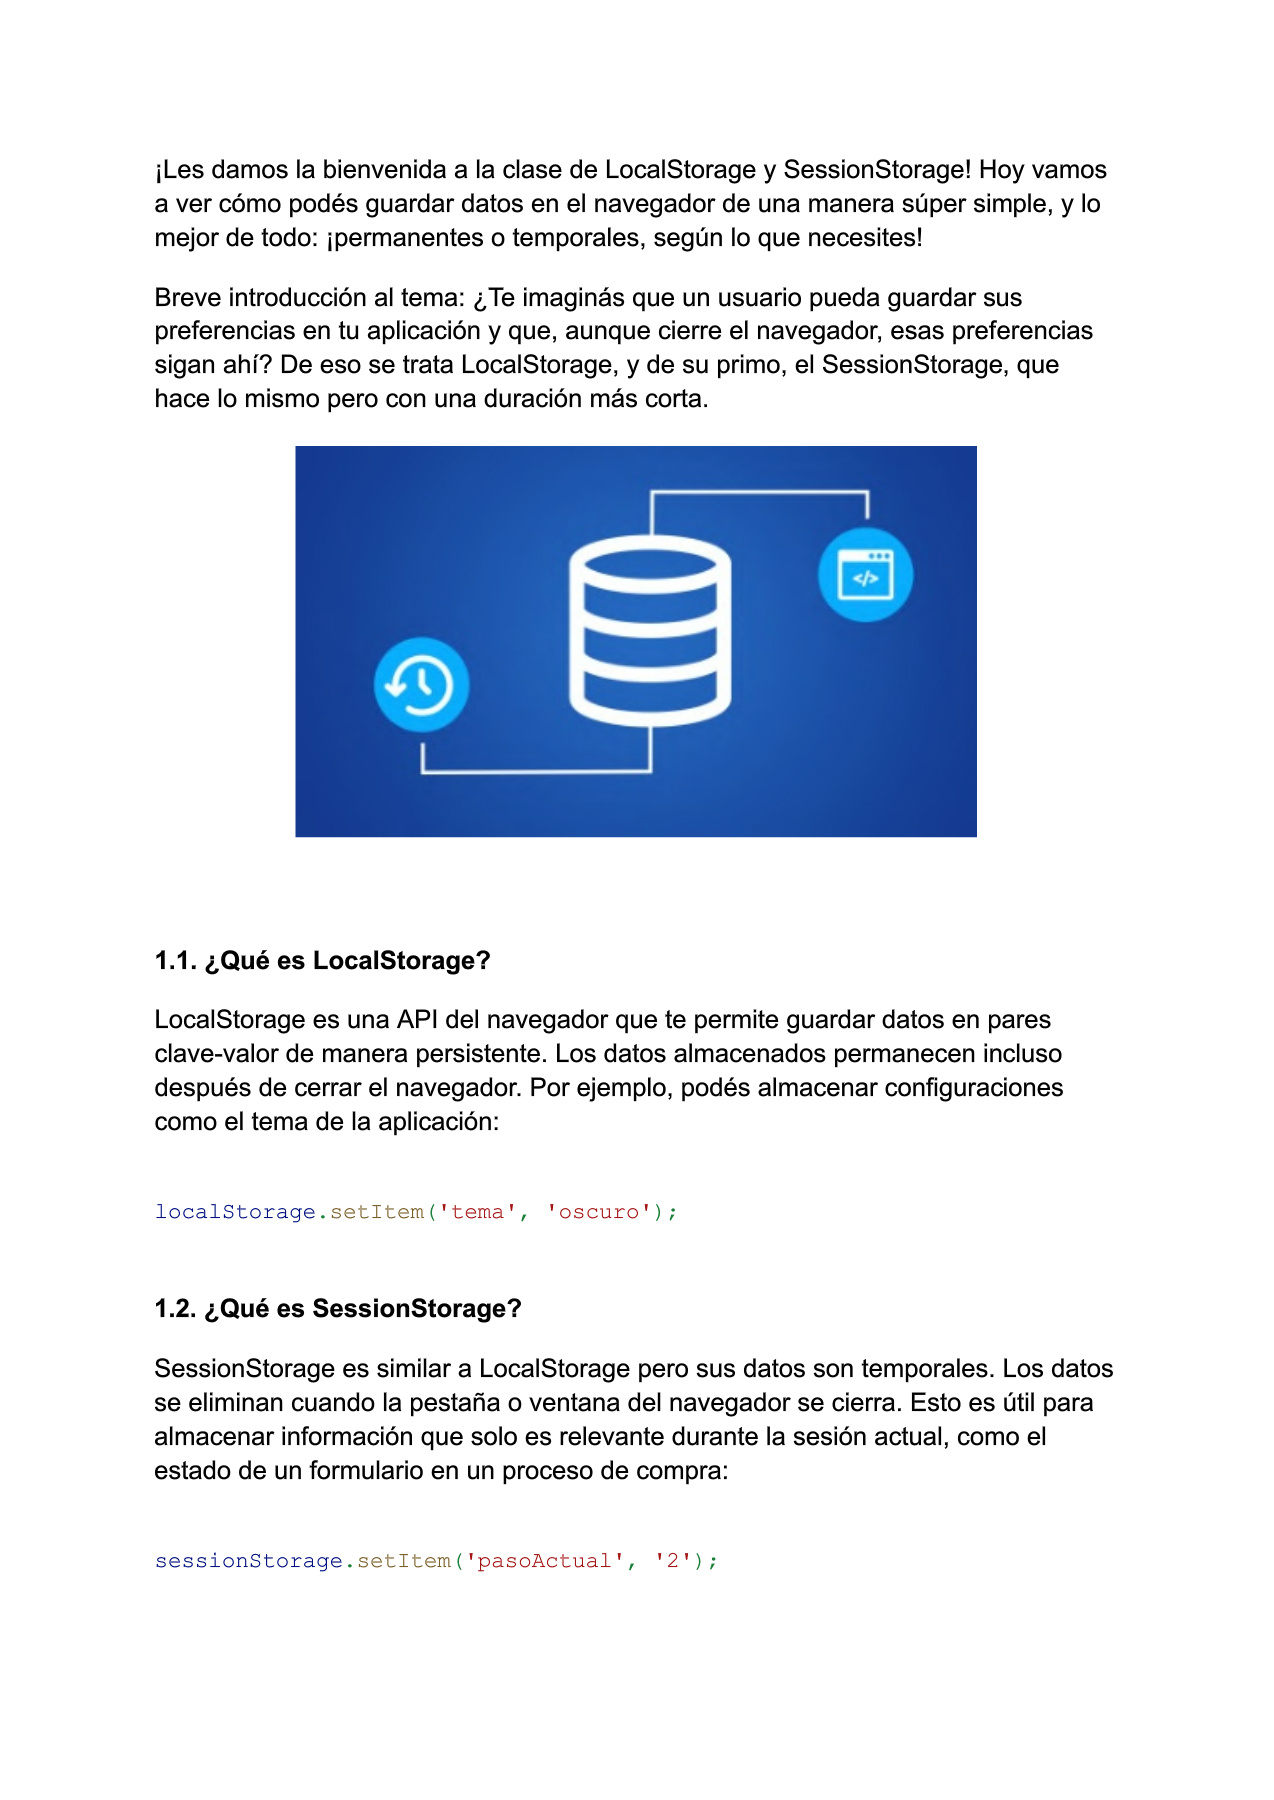 ¡Les damos la bienvenida a la clase de LocalStorage y SessionStorage! Hoy vamos
a ver cómo podés guardar datos en el navegador de una manera súper simple, y lo
mejor de todo: ¡permanentes o temporales, según lo que necesites!
Breve introducción al tema: ¿Te imaginás que un usuario pueda guardar sus
preferencias en tu aplicación y que, aunque cierre el navegador, esas preferencias
sigan ahí? De eso se trata LocalStorage, y de su primo, el SessionStorage, que
hace lo mismo pero con una duración más corta.
</>
1.1. ¿Qué es LocalStorage?
LocalStorage es una API del navegador que te permite guardar datos en pares
clave-valor de manera persistente. Los datos almacenados permanecen incluso
después de cerrar el navegador. Por ejemplo, podés almacenar configuraciones
como el tema de la aplicación:
localStorage.setItem('tema', 'oscuro');
1.2. ¿Qué es SessionStorage?
SessionStorage es similar a LocalStorage pero sus datos son temporales. Los datos
se eliminan cuando la pestaña o ventana del navegador se cierra. Esto es útil para
almacenar información que solo es relevante durante la sesión actual, como el
estado de un formulario en un proceso de compra:
sessionStorage.setItem('pasoActual', '2');